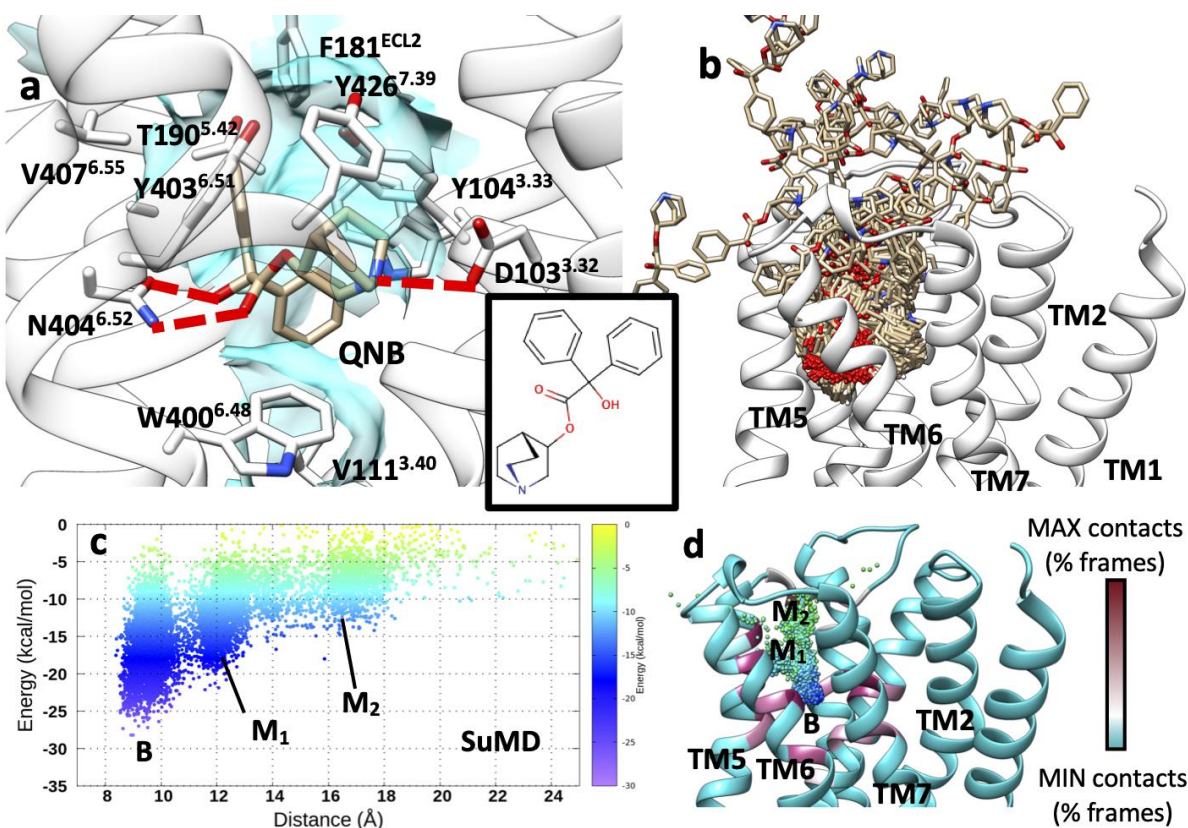 a
F181ECL2
Y4267.39
T1905.42
V4076.55
Y4036.51
Y1043.33
D1033.32
N4046.52
QNB
W4006.48
V1113.40
O
OH
O
N
b
TM2
TM5
TM6
TM7
TM1
c
Energy (kcal/mol)
0
-5
-10
-15
-20
-25
-30
-35
8
10
12
14
16
18
20
22
24
Distance (Å)
B
M1
M2
SuMD
0
-5
-10
-15
-20
-25
-30
Energy (kcal/mol)
d
M2
M1
B
TM2
TM5
TM6
TM7
MAX contacts
(% frames)
MIN contacts
(% frames)